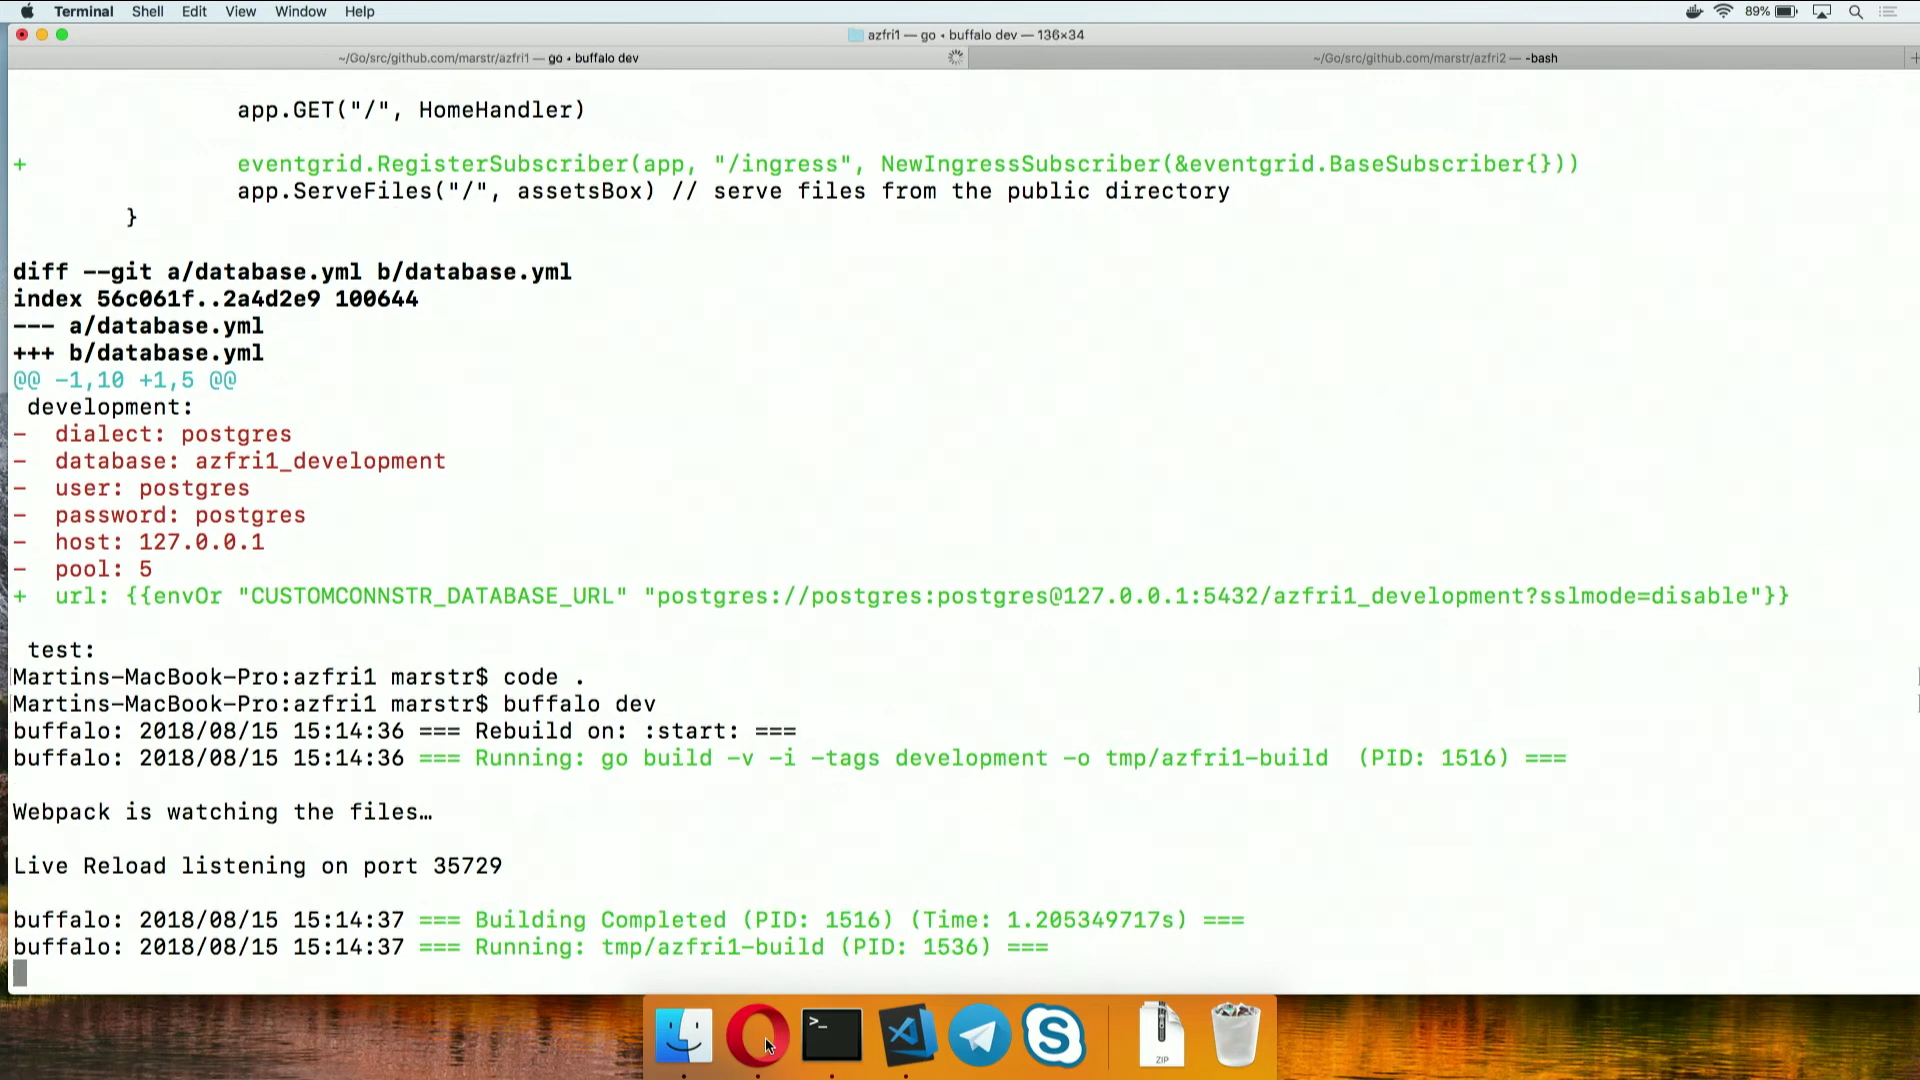 Terminal Shell Edit View Window Help 89%
azfri1 — go • buffalo dev — 136×34
~/Go/src/github.com/marstr/azfri1 — go • buffalo dev ~/Go/src/github.com/marstr/azfri2 — -bash
app.GET("/", HomeHandler)
+ eventgrid.RegisterSubscriber(app, "/ingress", NewIngressSubscriber(&eventgrid.BaseSubscriber{}))
app.ServeFiles("/", assetsBox) // serve files from the public directory
}
diff --git a/database.yml b/database.yml
index 56c061f..2a4d2e9 100644
--- a/database.yml
+++ b/database.yml
@@ -1,10 +1,5 @@
development:
- dialect: postgres
- database: azfri1_development
- user: postgres
- password: postgres
- host: 127.0.0.1
- pool: 5
+ url: {{envOr "CUSTOMCONNSTR_DATABASE_URL" "postgres://postgres:postgres@127.0.0.1:5432/azfri1_development?sslmode=disable"}}
test:
Martins-MacBook-Pro:azfri1 marstr$ code .
Martins-MacBook-Pro:azfri1 marstr$ buffalo dev
buffalo: 2018/08/15 15:14:36 === Rebuild on: :start: ===
buffalo: 2018/08/15 15:14:36 === Running: go build -v -i -tags development -o tmp/azfri1-build (PID: 1516) ===
Webpack is watching the files…
Live Reload listening on port 35729
buffalo: 2018/08/15 15:14:37 === Building Completed (PID: 1516) (Time: 1.205349717s) ===
buffalo: 2018/08/15 15:14:37 === Running: tmp/azfri1-build (PID: 1536) ===
>_
S
ZIP